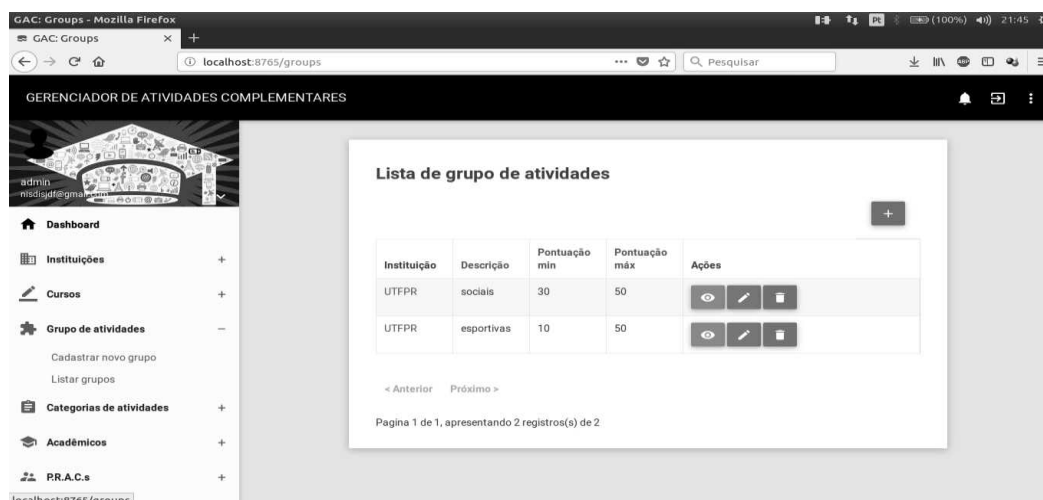 GAC: Groups - Mozilla Firefox
Pt (100%) 21:45
GAC: Groups × +
localhost:8765/groups
Pesquisar
GERENCIADOR DE ATIVIDADES COMPLEMENTARES
admin
Dashboard
Instituições +
Cursos +
Grupo de atividades −
Cadastrar novo grupo
Listar grupos
Categorias de atividades +
Acadêmicos +
P.R.A.C.s +
localhost:8765/groups
Lista de grupo de atividades
+
Instituição Descrição Pontuação min Pontuação máx Ações
UTFPR sociais 30 50
UTFPR esportivas 10 50
< Anterior Próximo >
Pagina 1 de 1, apresentando 2 registros(s) de 2